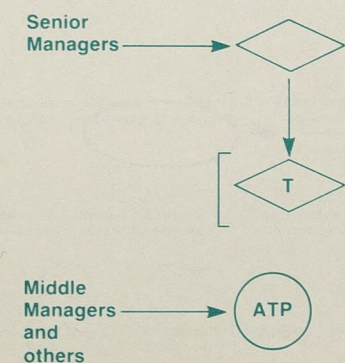 Senior
Managers
T
Middle
Managers
and
others
ATP